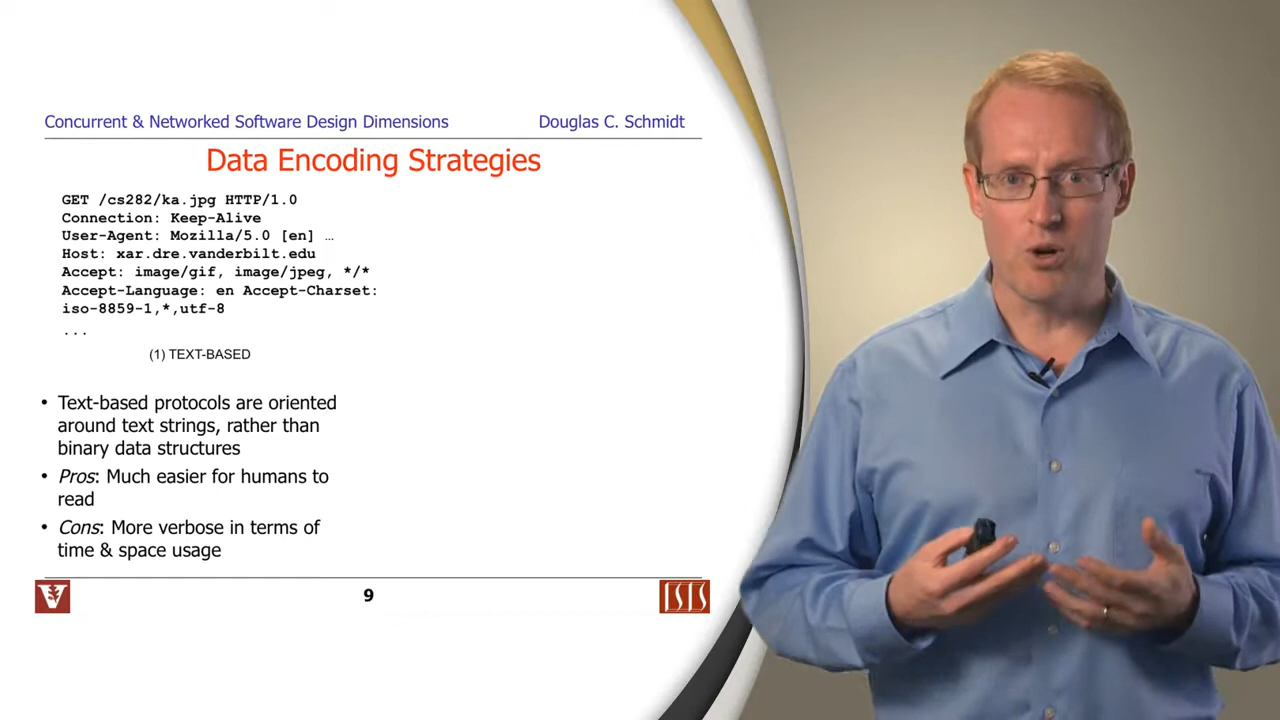 Concurrent & Networked Software Design Dimensions Douglas C. Schmidt
Data Encoding Strategies
GET /cs282/ka.jpg HTTP/1.0
Connection: Keep-Alive
User-Agent: Mozilla/5.0 [en] …
Host: xar.dre.vanderbilt.edu
Accept: image/gif, image/jpeg, */*
Accept-Language: en Accept-Charset:
iso-8859-1,*,utf-8
...
(1) TEXT-BASED
• Text-based protocols are oriented
around text strings, rather than
binary data structures
• Pros: Much easier for humans to
read
• Cons: More verbose in terms of
time & space usage
V 9 ISIS